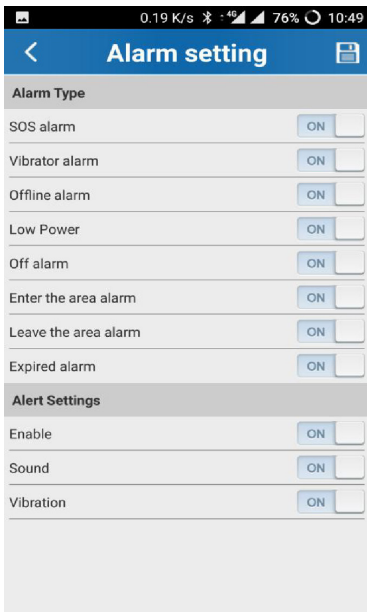 0.19 K/s 4G 76% 10:49
Alarm setting
Alarm Type
SOS alarm ON
Vibrator alarm ON
Offline alarm ON
Low Power ON
Off alarm ON
Enter the area alarm ON
Leave the area alarm ON
Expired alarm ON
Alert Settings
Enable ON
Sound ON
Vibration ON